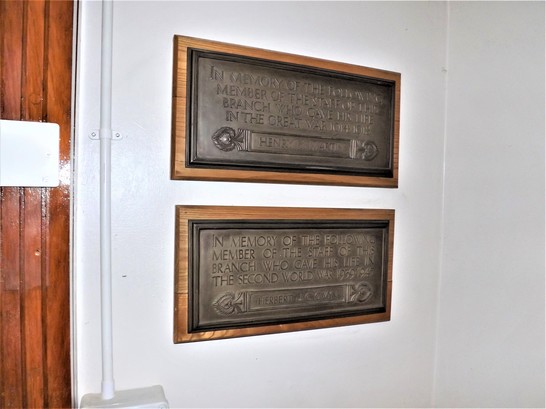 IN MEMORY OF THE FOLLOWING
MEMBER OF THE STAFF OF THIS
BRANCH WHO GAVE HIS LIFE
IN THE GREAT WAR
HENRY
IN MEMORY OF THE FOLLOWING
MEMBER OF THE STAFF OF THIS
BRANCH WHO GAVE HIS LIFE IN
THE SECOND WORLD WAR 1939-1945
HERBERT